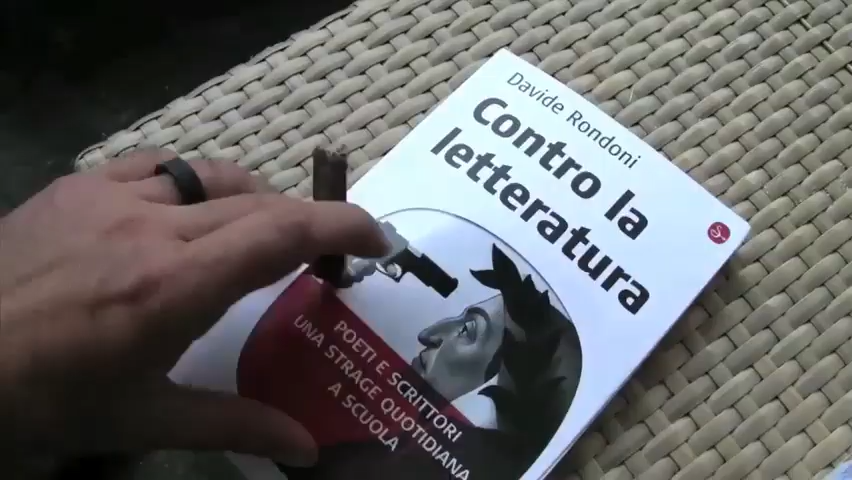 Davide Rondoni
Contro la
letteratura
POETI E SCRITTORI
UNA STRAGE QUOTIDIANA
A SCUOLA